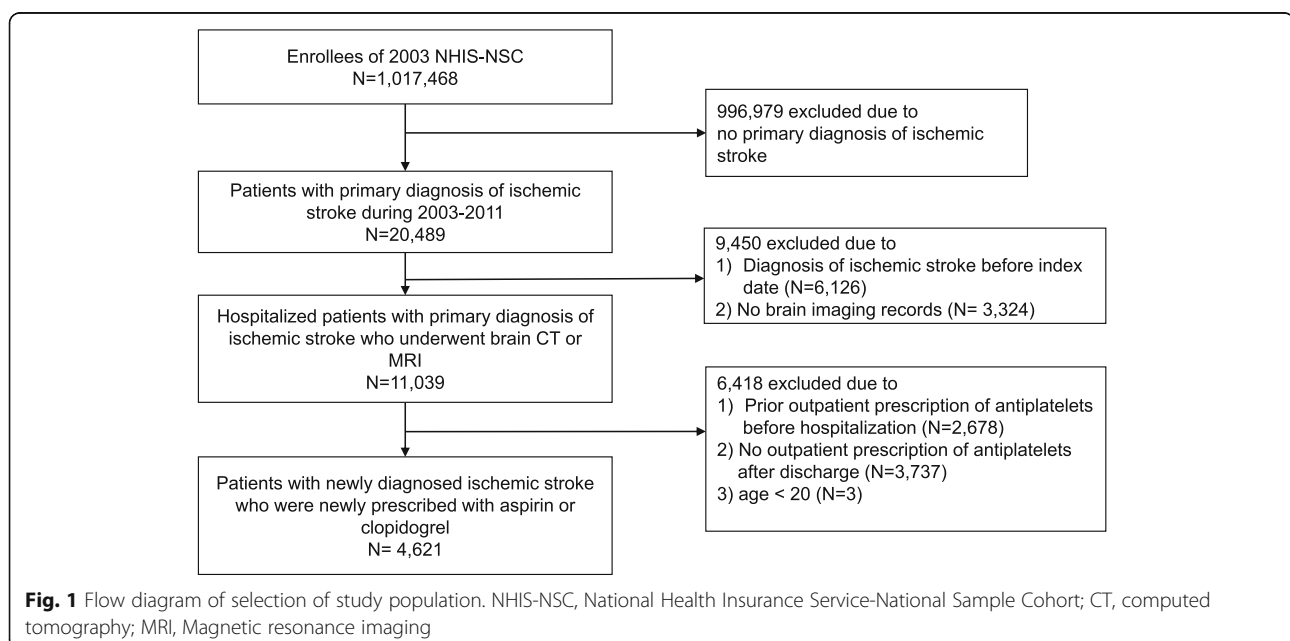 Enrollees of 2003 NHIS-NSC
N=1,017,468
996,979 excluded due to
no primary diagnosis of ischemic
stroke
Patients with primary diagnosis of ischemic
stroke during 2003-2011
N=20,489
9,450 excluded due to
1) Diagnosis of ischemic stroke before index
date (N=6,126)
2) No brain imaging records (N= 3,324)
Hospitalized patients with primary diagnosis of
ischemic stroke who underwent brain CT or
MRI
N=11,039
6,418 excluded due to
1) Prior outpatient prescription of antiplatelets
before hospitalization (N=2,678)
2) No outpatient prescription of antiplatelets
after discharge (N=3,737)
3) age < 20 (N=3)
Patients with newly diagnosed ischemic stroke
who were newly prescribed with aspirin or
clopidogrel
N= 4,621
Fig. 1 Flow diagram of selection of study population. NHIS-NSC, National Health Insurance Service-National Sample Cohort; CT, computed
tomography; MRI, Magnetic resonance imaging